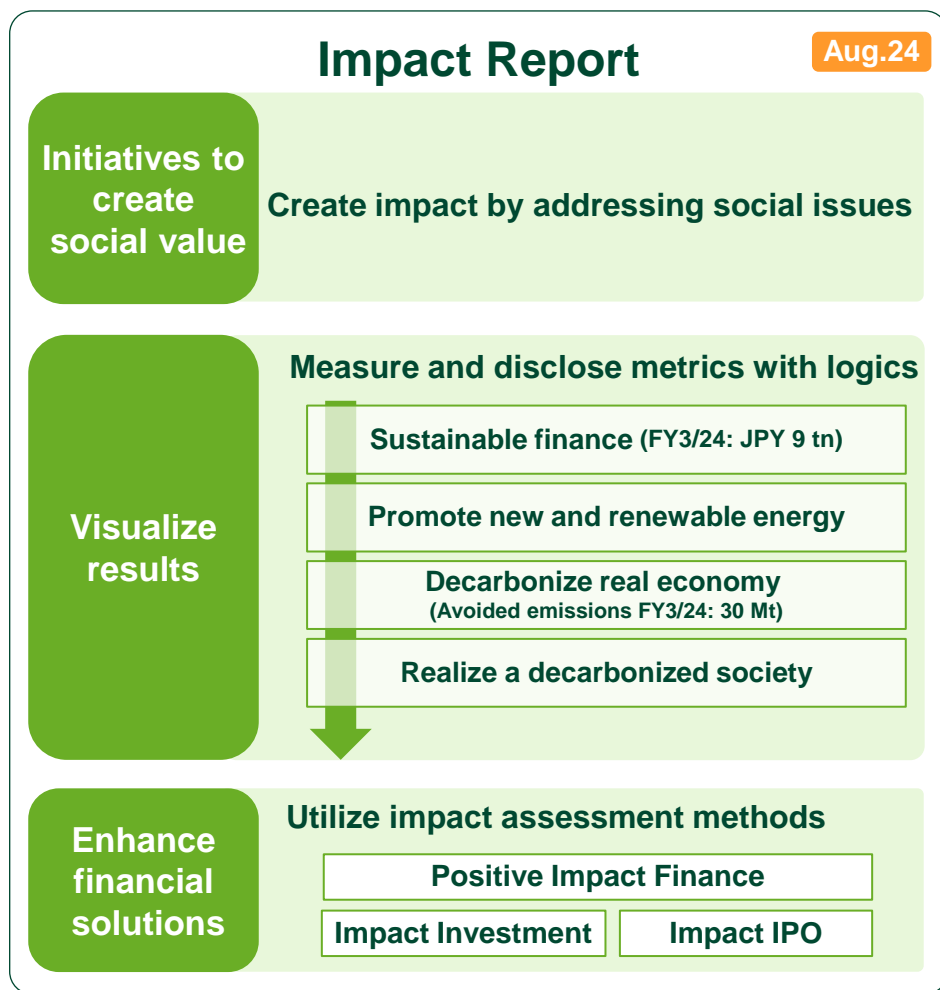 Impact Report
Aug.24
Initiatives to
create
social value
Create impact by addressing social issues
Visualize
results
Measure and disclose metrics with logics
Sustainable finance (FY3/24: JPY 9 tn)
Promote new and renewable energy
Decarbonize real economy
(Avoided emissions FY3/24: 30 Mt)
Realize a decarbonized society
Enhance
financial
solutions
Utilize impact assessment methods
Positive Impact Finance
Impact Investment
Impact IPO